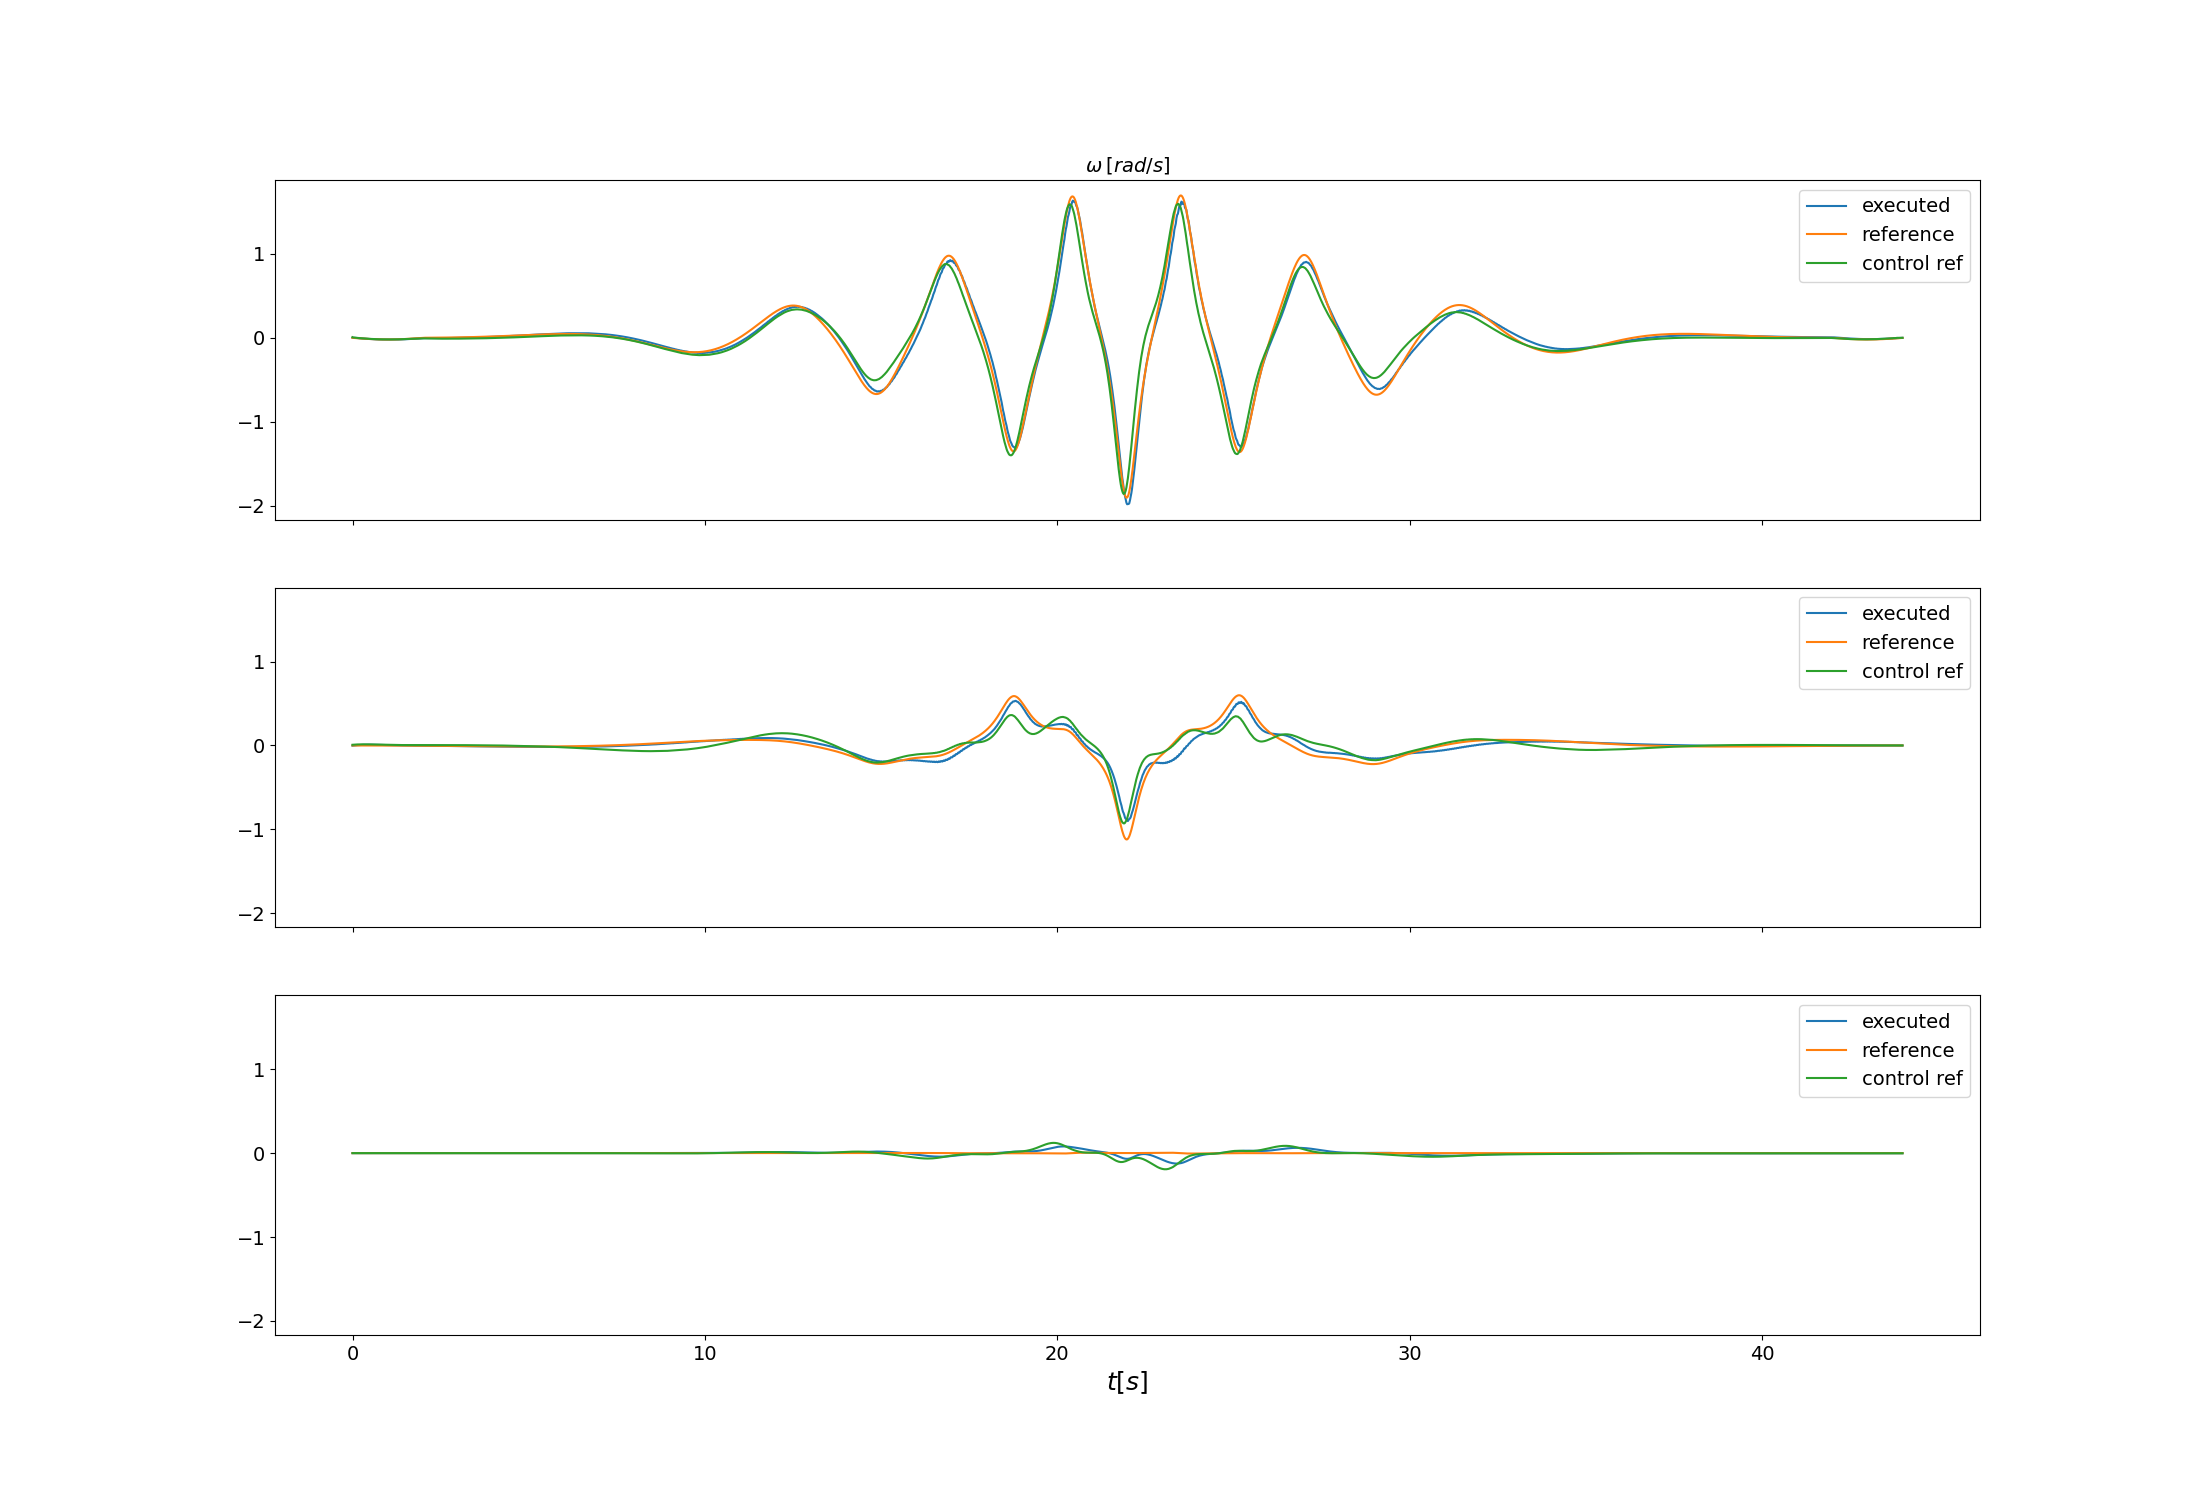 ω [rad/s]
1
0
−1
−2
executed
reference
control ref
1
0
−1
−2
executed
reference
control ref
1
0
−1
−2
executed
reference
control ref
0 10 20 30 40
t[s]